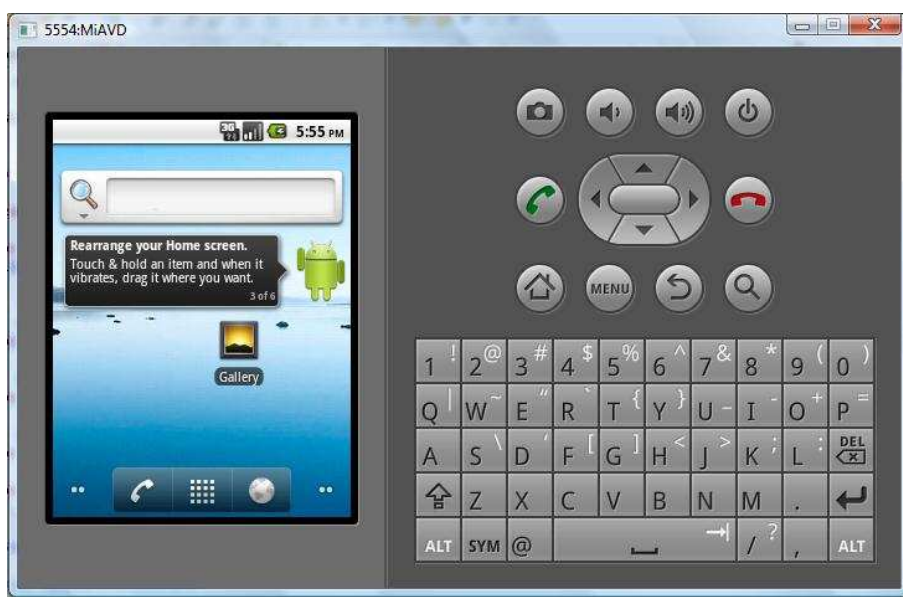 5554:MiAVD
3G
5:55 PM
Rearrange your Home screen.
Touch & hold an item and when it
vibrates, drag it where you want.
3 of 6
Gallery
MENU
1 ! 2 @ 3 # 4 $ 5 % 6 ^ 7 & 8 * 9 ( 0 )
Q | W ~ E " R ` T { Y } U _ I - O + P =
A S \ D ' F [ G ] H < J > K ; L : DEL
Z X C V B N M .
ALT SYM @ / ? , ALT